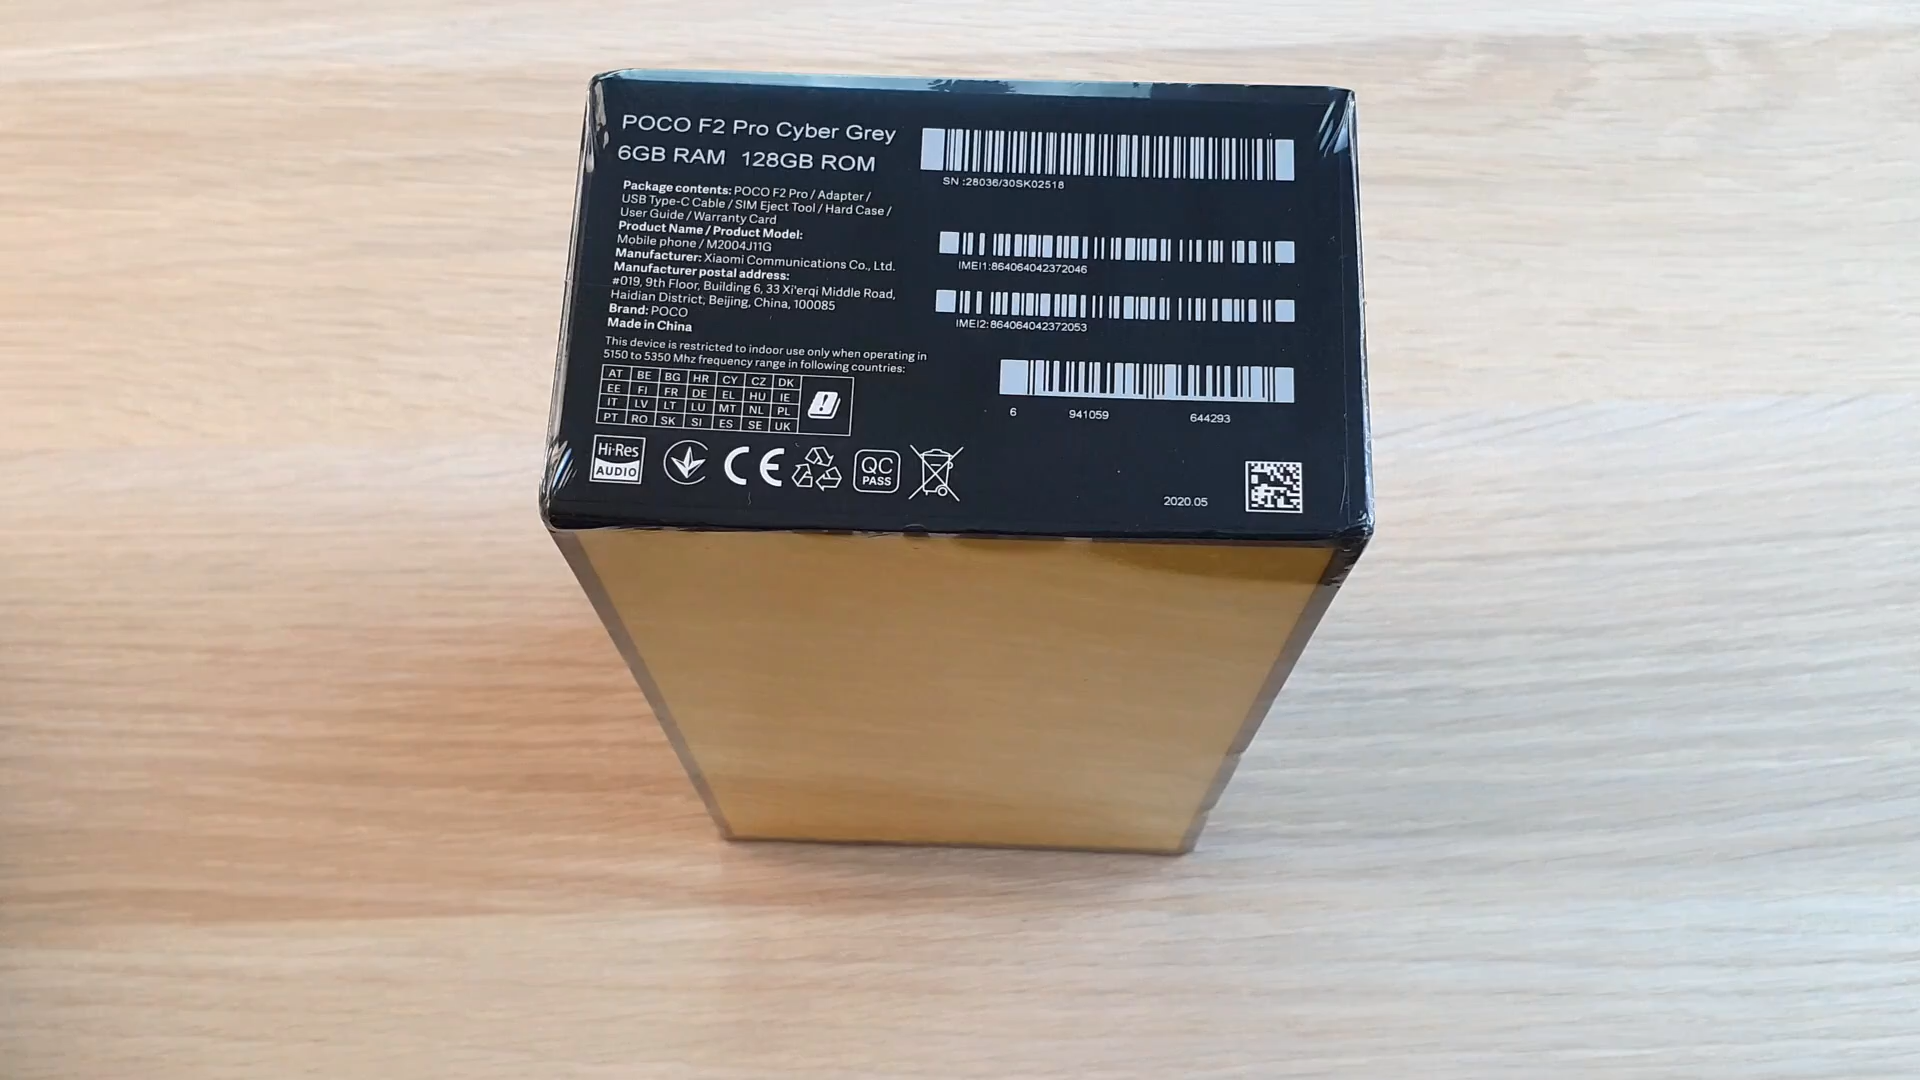 POCO F2 Pro Cyber Grey
6GB RAM 128GB ROM
Package contents: POCO F2 Pro / Adapter /
USB Type-C Cable / SIM Eject Tool / Hard Case /
User Guide / Warranty Card
Product Name / Product Model:
Mobile phone / M2004J11G
Manufacturer: Xiaomi Communications Co., Ltd.
Manufacturer postal address:
#019, 9th Floor, Building 6, 33 Xi'erqi Middle Road,
Haidian District, Beijing, China, 100085
Brand: POCO
Made in China
This device is restricted to indoor use only when operating in
5150 to 5350 Mhz frequency range in following countries:
AT BE BG HR CY CZ DK
EE FI FR DE EL HU IE
IT LV LT LU MT NL PL
PT RO SK SI ES SE UK
Hi-Res
AUDIO
CE
QC
PASS
SN :28036/30SK02518
IMEI1:864064042372046
IMEI2:864064042372053
6 941059 644293
2020.05